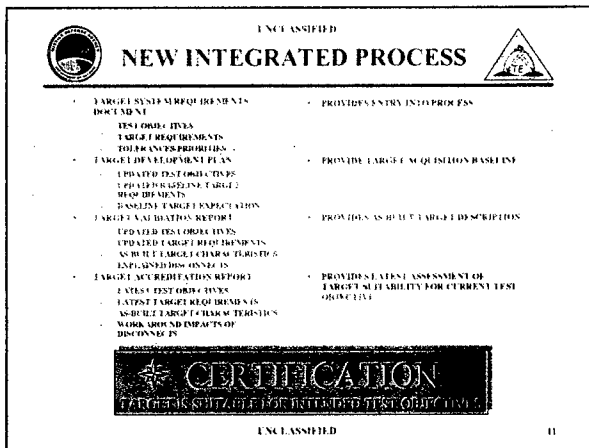 UNCLASSIFIED
NEW INTEGRATED PROCESS
TE
• TARGET SYSTEM REQUIREMENTS
DOCUMENT
TEST OBJECTIVES
TARGET REQUIREMENTS
TOLERANCES/PRIORITIES
• PROVIDES ENTRY INTO PROCESS
• TARGET DEVELOPMENT PLAN
UPDATED TEST OBJECTIVES
UPDATED BASELINE TARGET
REQUIREMENTS
BASELINE TARGET EXPECTATION
• PROVIDE TARGET ACQUISITION BASELINE
• TARGET VALIDATION REPORT
UPDATED TEST OBJECTIVES
UPDATED TARGET REQUIREMENTS
AS BUILT TARGET CHARACTERISTICS
EXPLAINED DISCONNECTS
• PROVIDES AS BUILT TARGET DESCRIPTION
• TARGET ACCREDITATION REPORT
LATEST TEST OBJECTIVES
LATEST TARGET REQUIREMENTS
AS-BUILT TARGET CHARACTERISTICS
WORK AROUND IMPACTS OF
DISCONNECTS
• PROVIDES LATEST ASSESSMENT OF
TARGET SUITABILITY FOR CURRENT TEST
OBJECTIVE
CERTIFICATION
TARGET IS SUITABLE FOR INTENDED TEST OBJECTIVES
UNCLASSIFIED
11